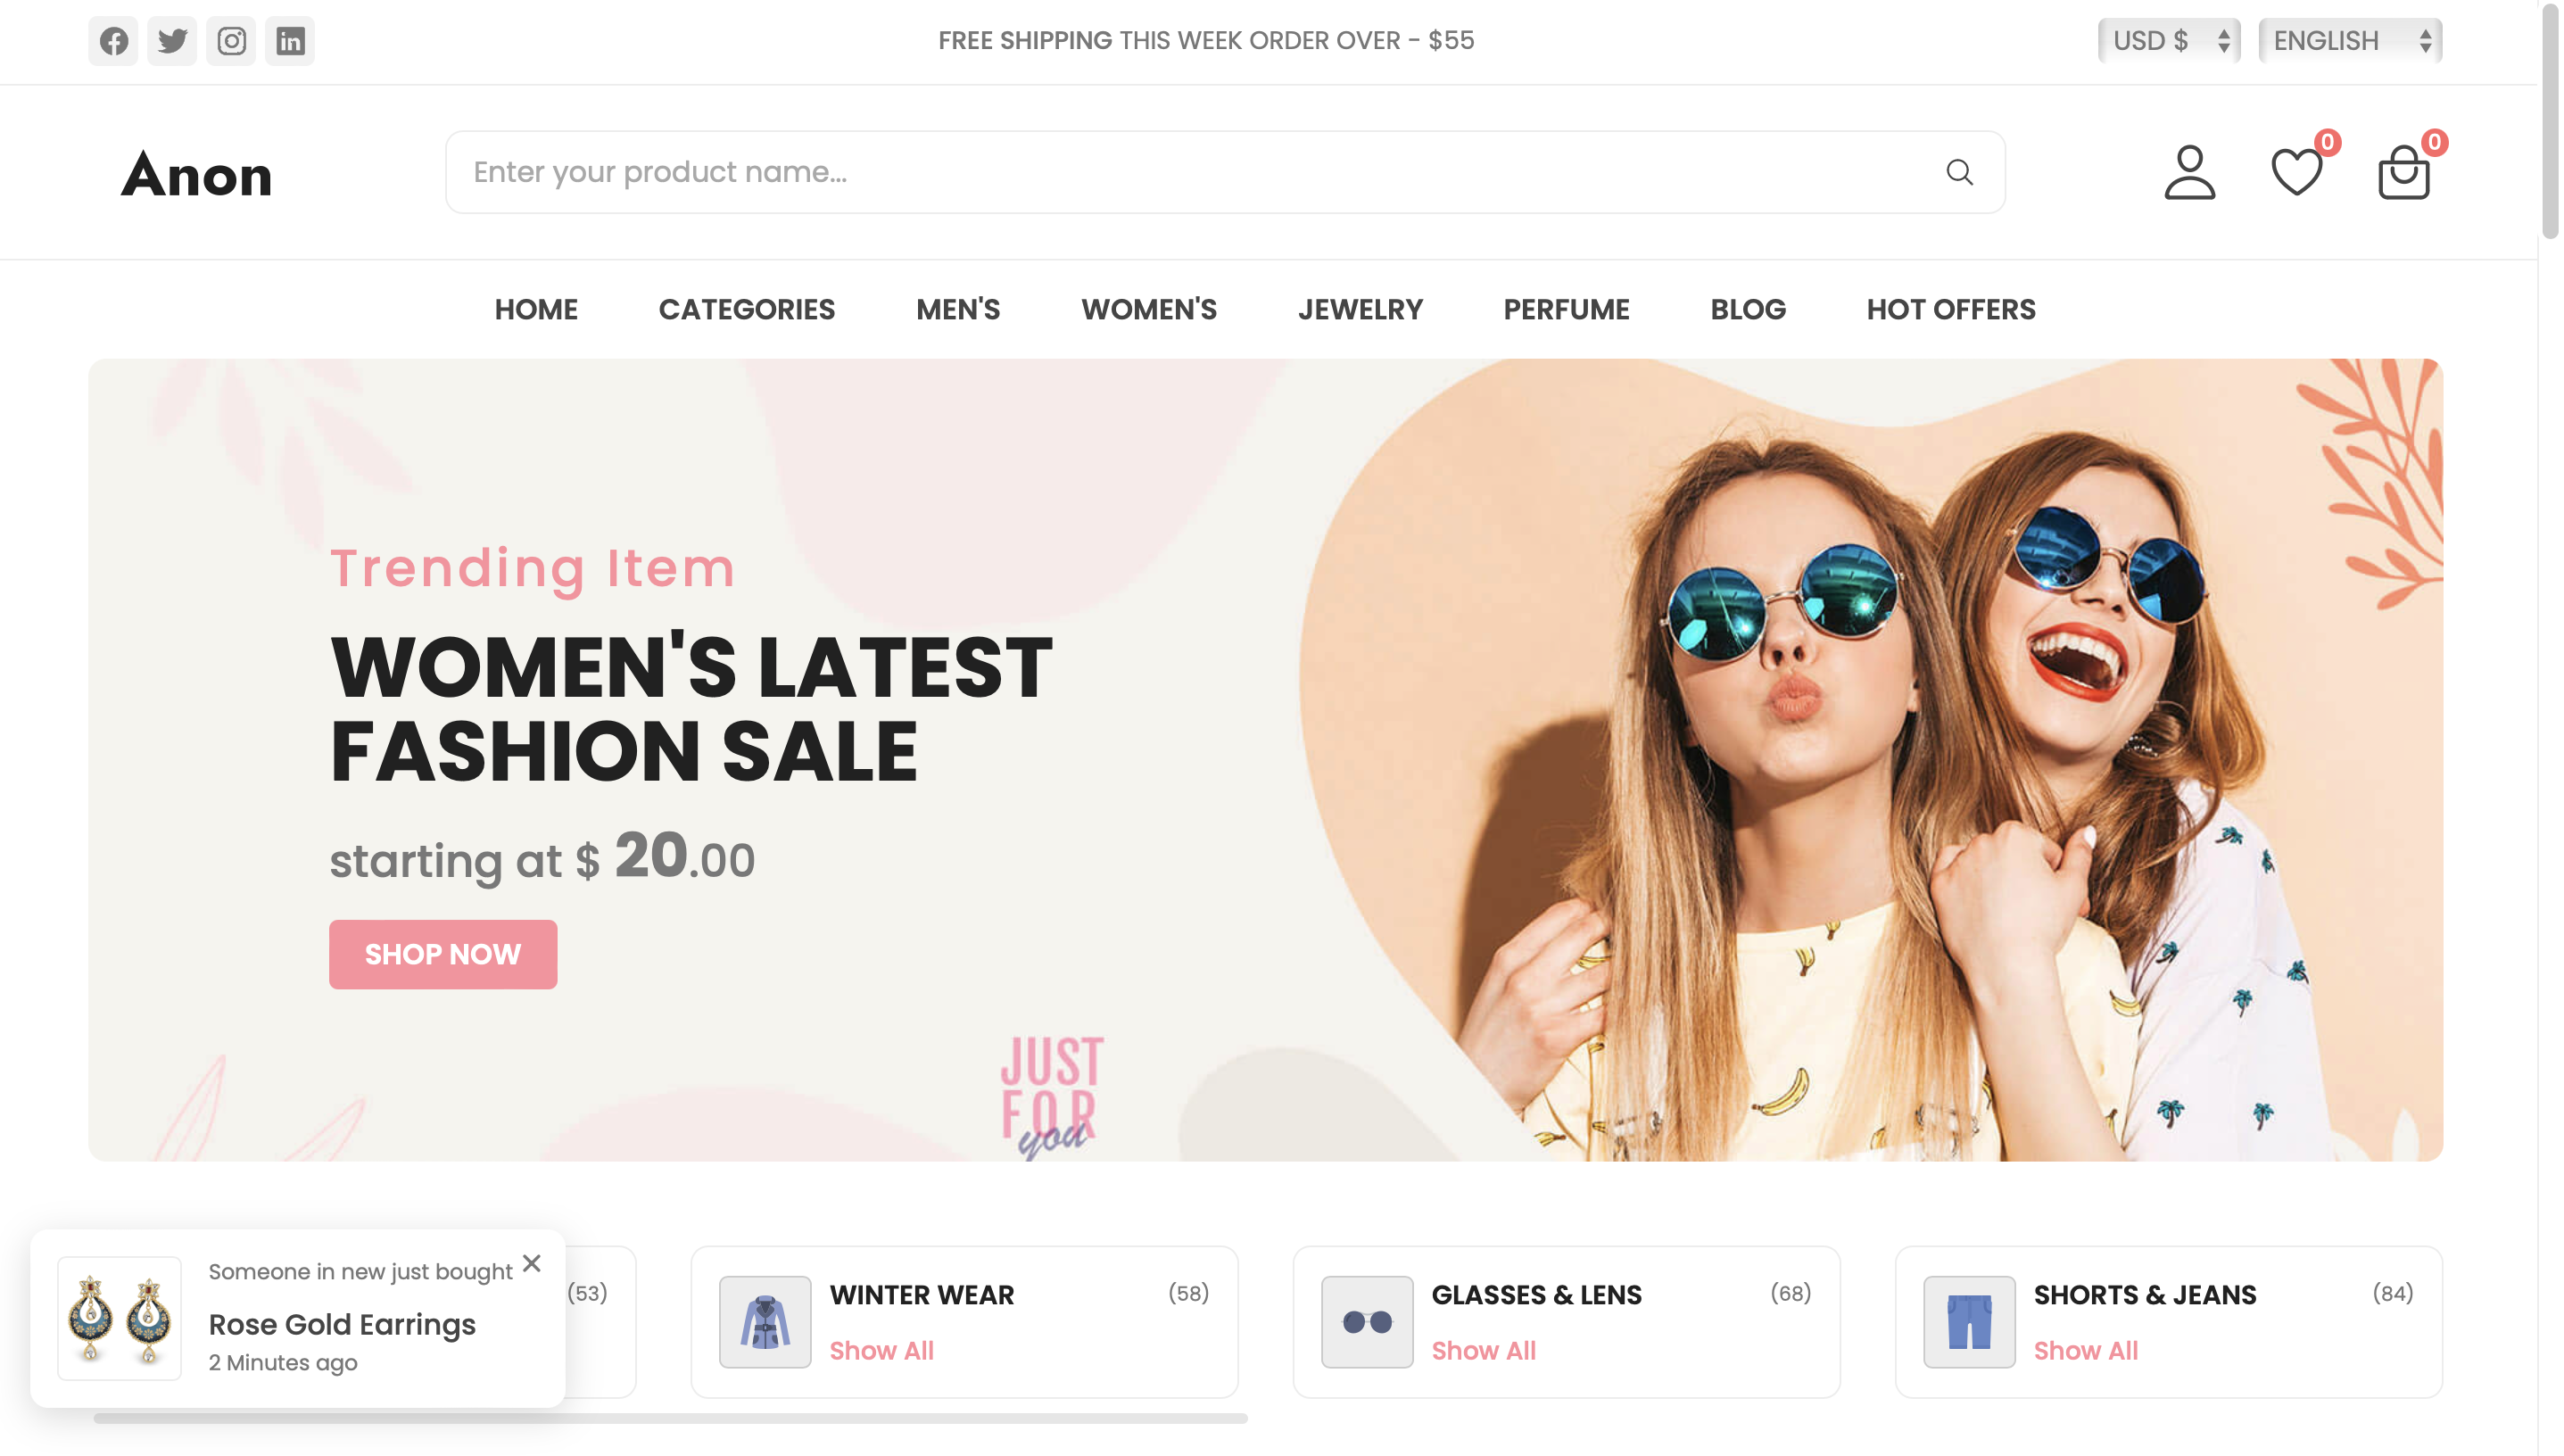 FREE SHIPPING THIS WEEK ORDER OVER - $55
USD $
ENGLISH
Anon
Enter your product name...
0
0
HOME
CATEGORIES
MEN'S
WOMEN'S
JEWELRY
PERFUME
BLOG
HOT OFFERS
Trending Item
WOMEN'S LATEST
FASHION SALE
starting at $ 20.00
SHOP NOW
JUST
FOR
you
Someone in new just bought
Rose Gold Earrings
2 Minutes ago
(53)
WINTER WEAR
(58)
Show All
GLASSES & LENS
(68)
Show All
SHORTS & JEANS
(84)
Show All